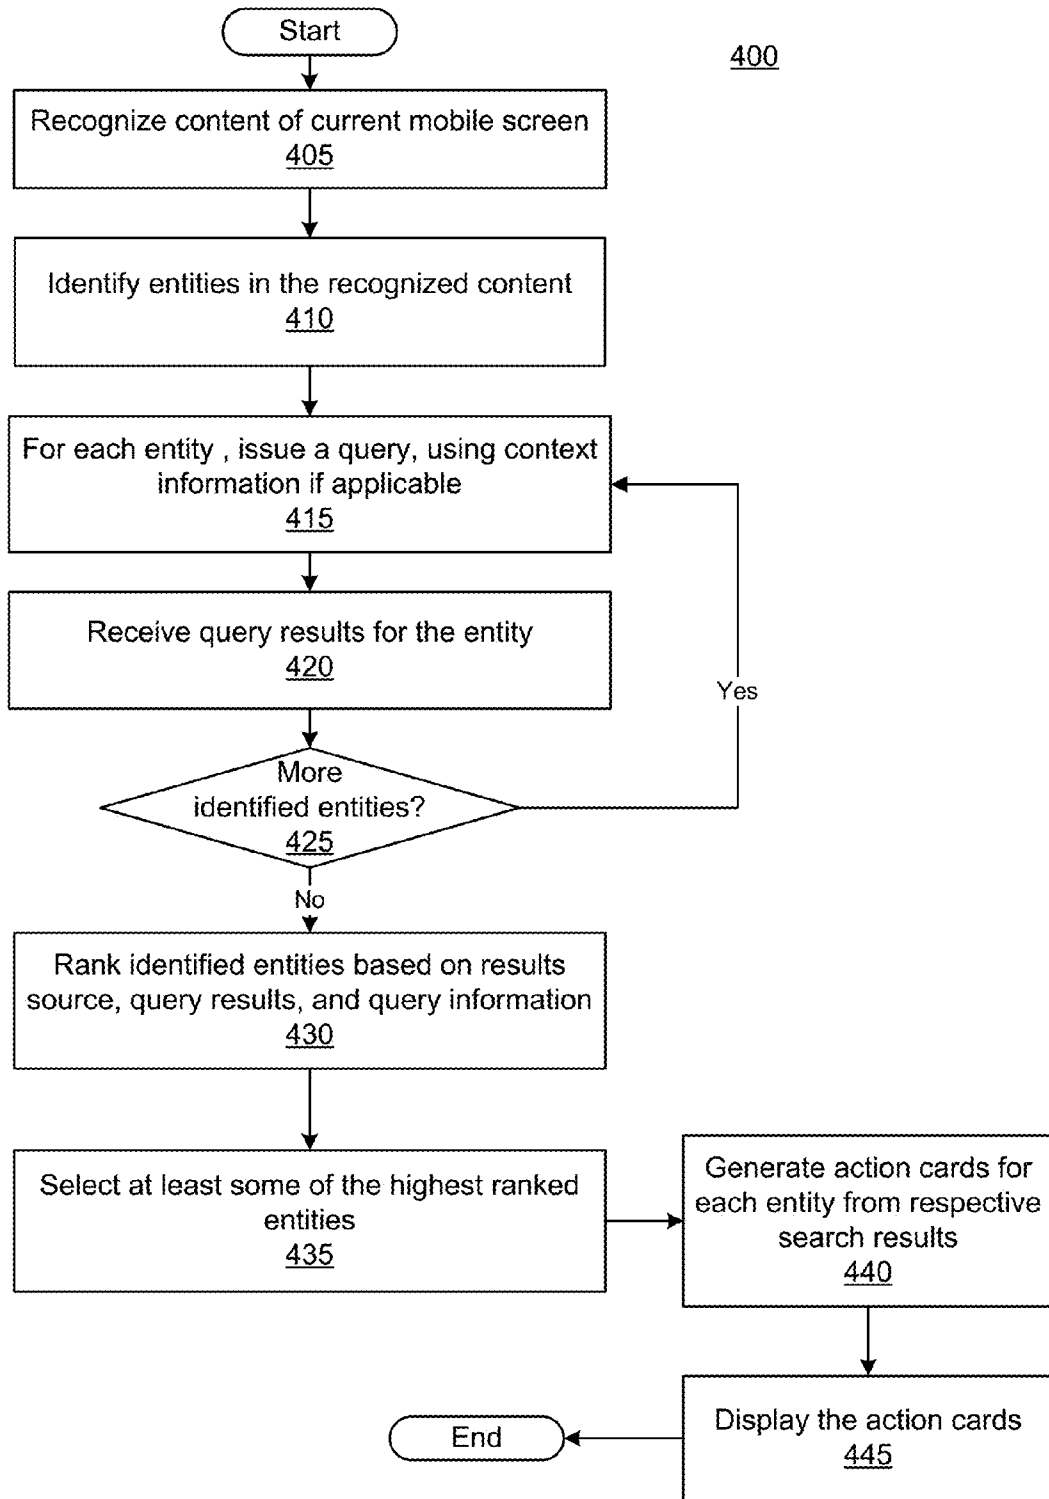 Start
400
Recognize content of current mobile screen
405
Identify entities in the recognized content
410
For each entity , issue a query, using context
information if applicable
415
Receive query results for the entity
420
Yes
More
identified entities?
425
No
Rank identified entities based on results
source, query results, and query information
430
Select at least some of the highest ranked
entities
435
Generate action cards for
each entity from respective
search results
440
Display the action cards
445
End